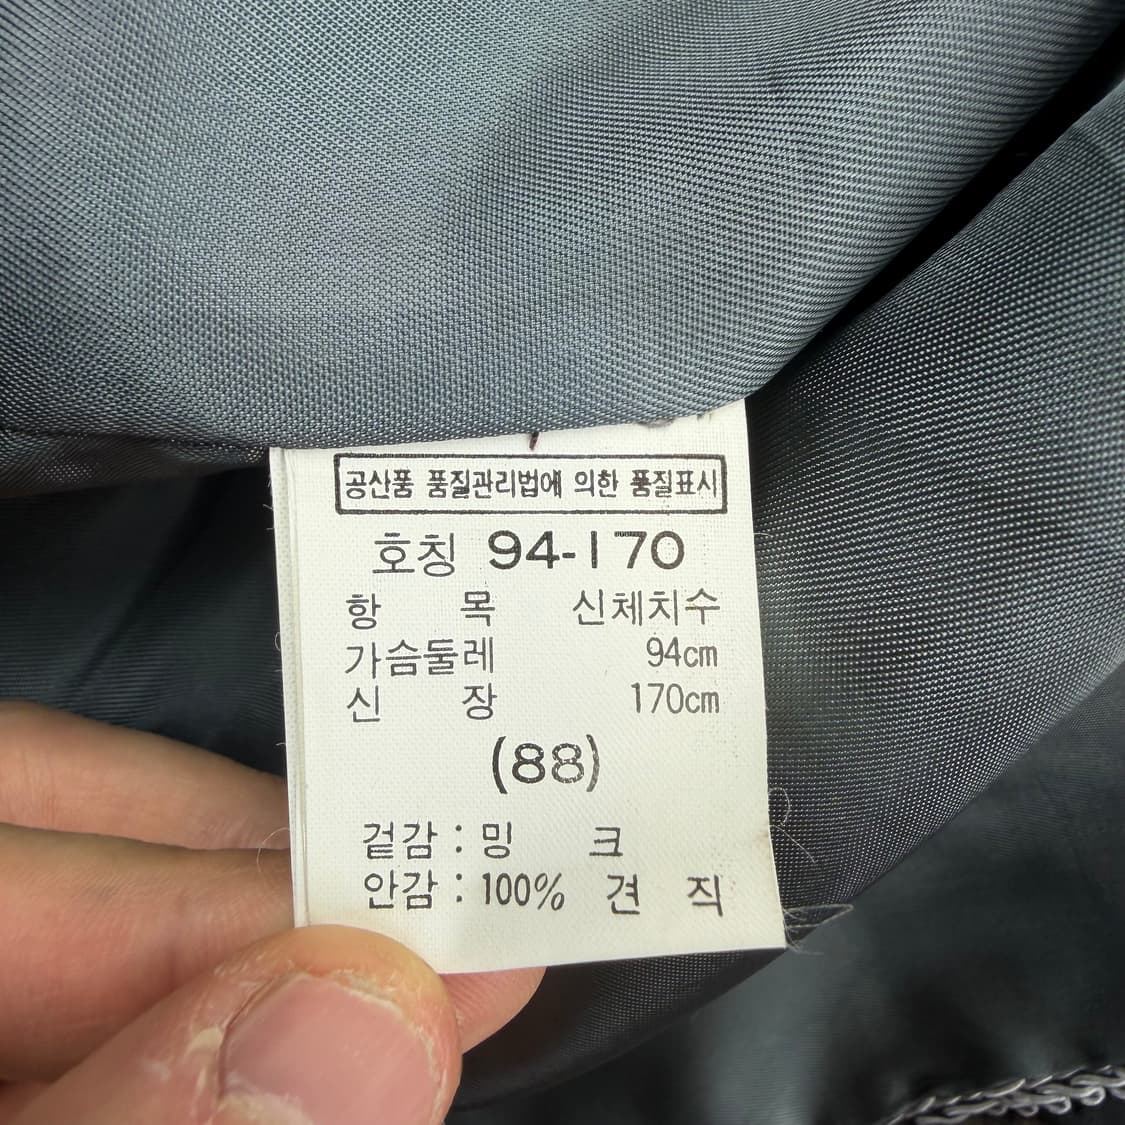 공산품 품질관리법에 의한 품질표시
호칭 94-170
항 목 신체치수
가슴둘레 94cm
신 장 170cm
(88)
겉감 : 밍 크
안감 : 100% 견 직